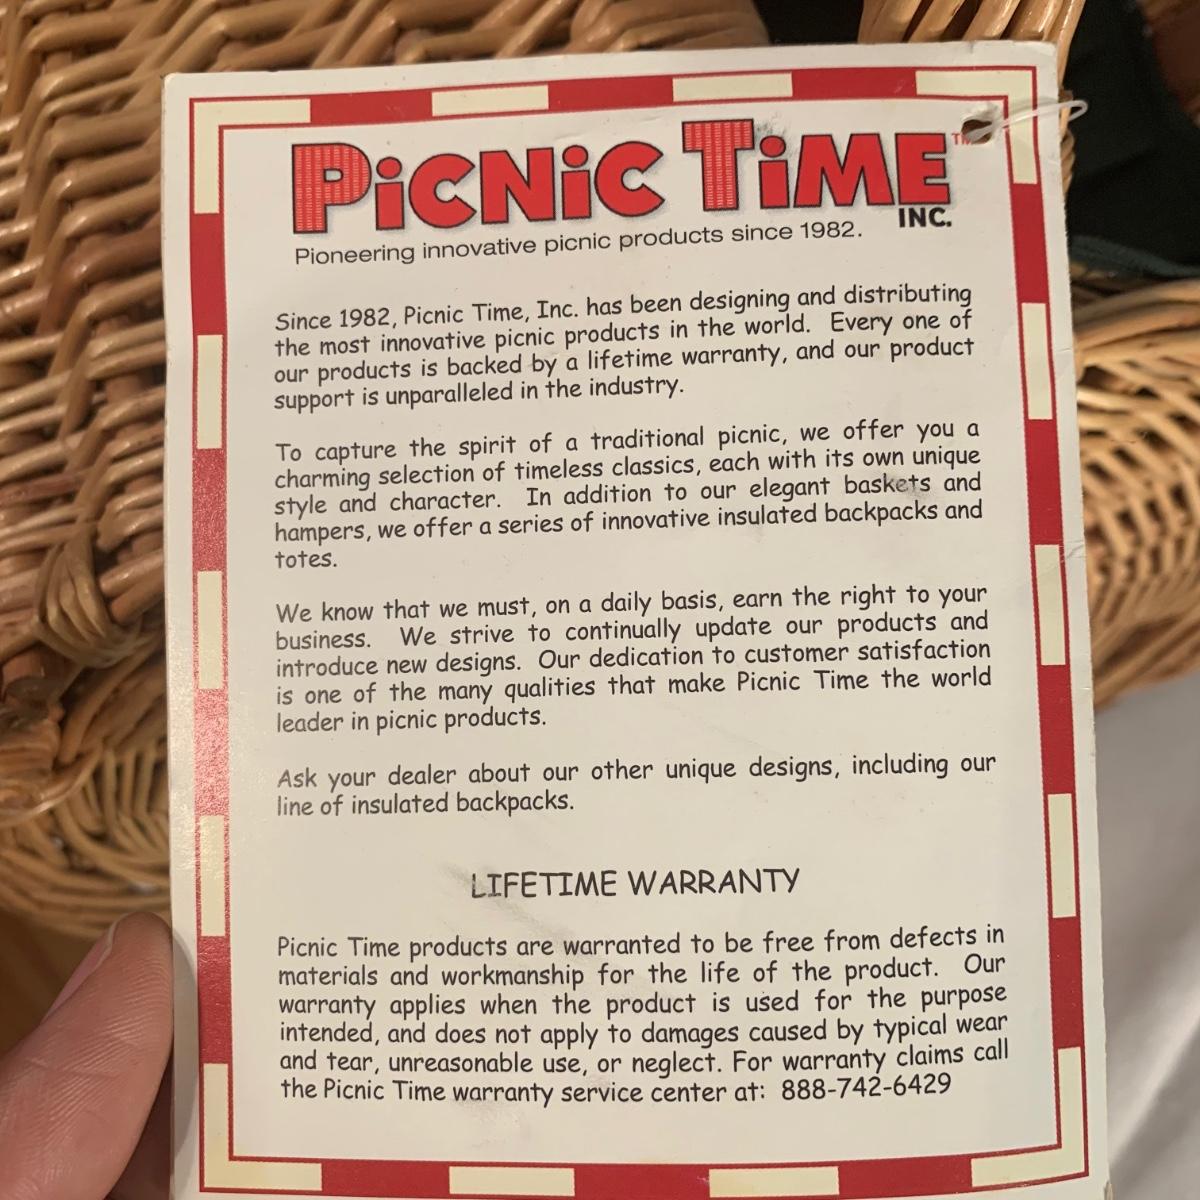 PiCNiC TiME™
INC.
Pioneering innovative picnic products since 1982.
Since 1982, Picnic Time, Inc. has been designing and distributing
the most innovative picnic products in the world. Every one of
our products is backed by a lifetime warranty, and our product
support is unparalleled in the industry.
To capture the spirit of a traditional picnic, we offer you a
charming selection of timeless classics, each with its own unique
style and character. In addition to our elegant baskets and
hampers, we offer a series of innovative insulated backpacks and
totes.
We know that we must, on a daily basis, earn the right to your
business. We strive to continually update our products and
introduce new designs. Our dedication to customer satisfaction
is one of the many qualities that make Picnic Time the world
leader in picnic products.
Ask your dealer about our other unique designs, including our
line of insulated backpacks.
LIFETIME WARRANTY
Picnic Time products are warranted to be free from defects in
materials and workmanship for the life of the product. Our
warranty applies when the product is used for the purpose
intended, and does not apply to damages caused by typical wear
and tear, unreasonable use, or neglect. For warranty claims call
the Picnic Time warranty service center at: 888-742-6429